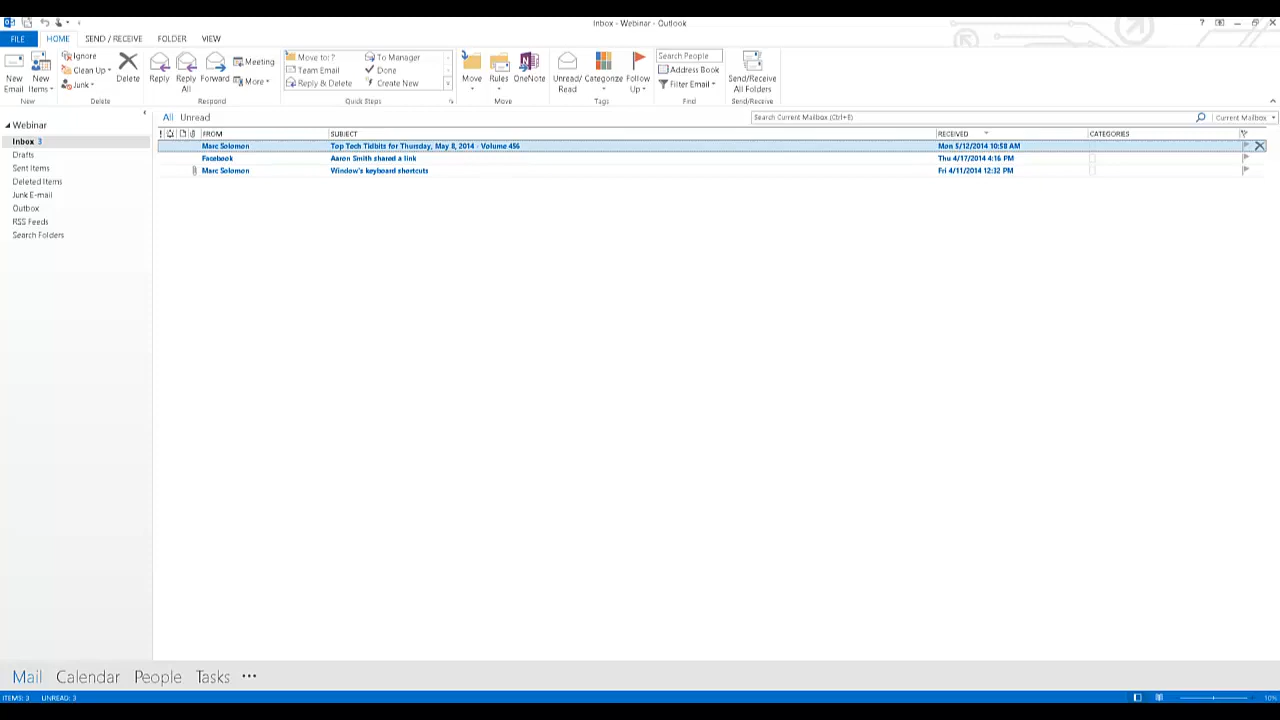 Inbox - Webinar - Outlook
FILE HOME SEND / RECEIVE FOLDER VIEW
New Email
New Items
Ignore
Clean Up
Junk
Delete
Reply
Reply All
Forward
Meeting
More
Move to: ?
Team Email
Reply & Delete
To Manager
Done
Create New
Move
Rules
OneNote
Unread/ Read
Categorize
Follow Up
Search People
Address Book
Filter Email
Send/Receive All Folders
New Delete Respond Quick Steps Move Tags Find Send/Receive
All Unread
Search Current Mailbox (Ctrl+E)
Current Mailbox
Webinar
Inbox 3
Drafts
Sent Items
Deleted Items
Junk E-mail
Outbox
RSS Feeds
Search Folders
FROM SUBJECT RECEIVED CATEGORIES
Marc Solomon Top Tech Tidbits for Thursday, May 8, 2014 - Volume 456 Mon 5/12/2014 10:58 AM
Facebook Aaron Smith shared a link Thu 4/17/2014 4:16 PM
Marc Solomon Window's keyboard shortcuts Fri 4/11/2014 12:32 PM
Mail Calendar People Tasks •••
ITEMS: 3 UNREAD: 3
10%